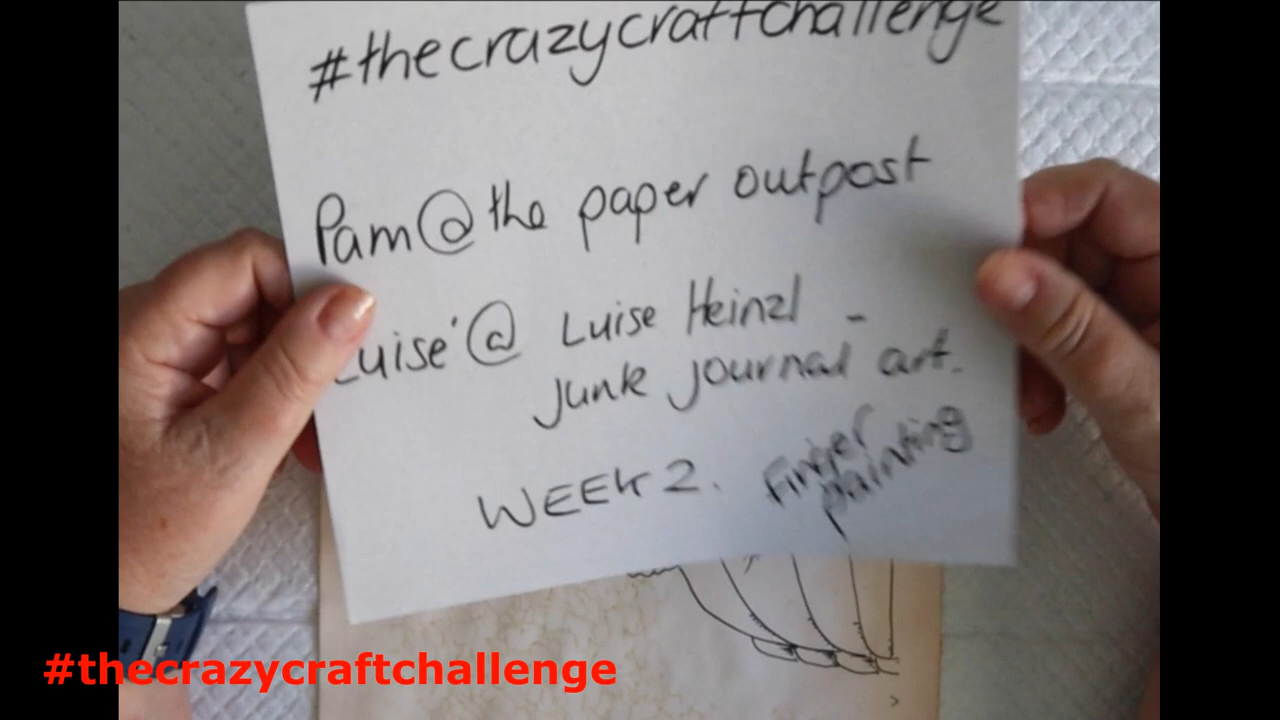 #thecrazycraftchallenge
Pam@the paper outpost
Luise'@ Luise Heinzl -
Junk journal art.
WEEK 2. Finger
painting
#thecrazycraftchallenge